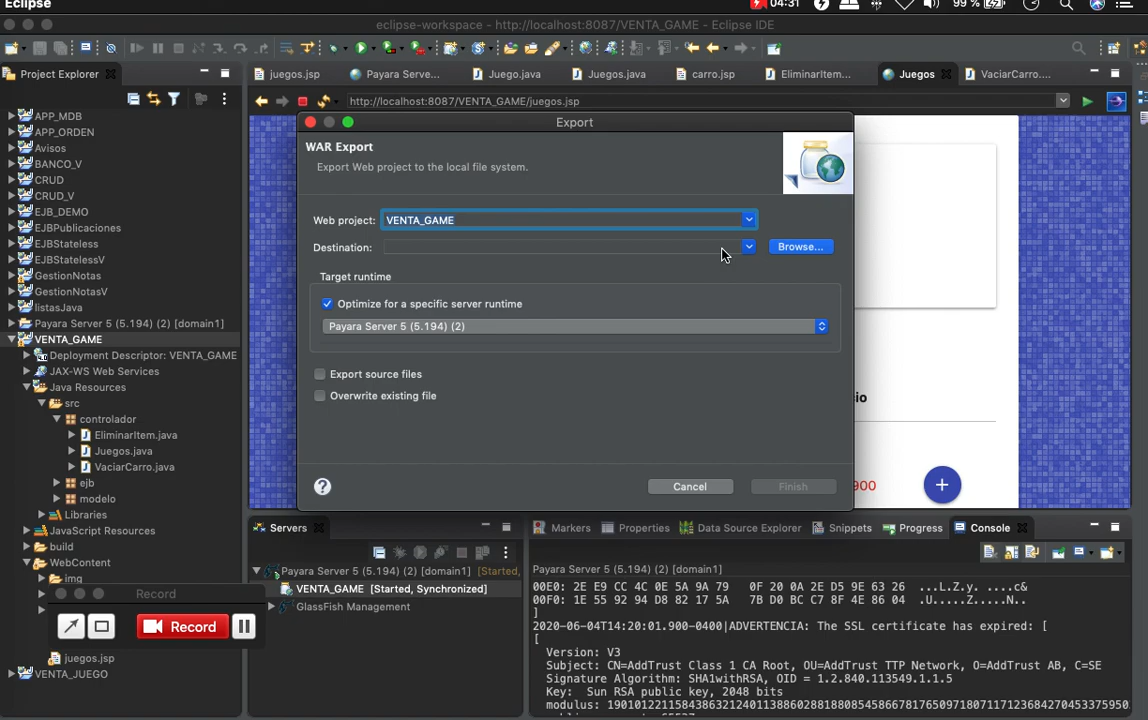 Eclipse 04:31 99 %
eclipse-workspace - http://localhost:8087/VENTA_GAME - Eclipse IDE
Project Explorer
juegos.jsp Payara Serve... Juego.java Juegos.java carro.jsp EliminarItem.... Juegos VaciarCarro....
http://localhost:8087/VENTA_GAME/juegos.jsp
APP_MDB
APP_ORDEN
Avisos
BANCO_V
CRUD
CRUD_V
EJB_DEMO
EJBPublicaciones
EJBStateless
EJBStatelessV
GestionNotas
GestionNotasV
listasJava
Payara Server 5 (5.194) (2) [domain1]
VENTA_GAME
Deployment Descriptor: VENTA_GAME
JAX-WS Web Services
Java Resources
src
controlador
EliminarItem.java
Juegos.java
VaciarCarro.java
ejb
modelo
Libraries
JavaScript Resources
build
WebContent
img
Record
Record
juegos.jsp
VENTA_JUEGO
Export
WAR Export
Export Web project to the local file system.
Web project: VENTA_GAME
Destination: Browse...
Target runtime
Optimize for a specific server runtime
Payara Server 5 (5.194) (2)
Export source files
Overwrite existing file
? Cancel Finish
io
900 +
Servers
Payara Server 5 (5.194) (2) [domain1] [Started,
VENTA_GAME [Started, Synchronized]
GlassFish Management
Markers Properties Data Source Explorer Snippets Progress Console
Payara Server 5 (5.194) (2) [domain1]
00E0: 2E E9 CC 4C 0E 5A 9A 79 0F 20 0A 2E D5 9E 63 26 ...L.Z.y. ....c&
00F0: 1E 55 92 94 D8 82 17 5A 7B D0 BC C7 8F 4E 86 04 .U.....Z.....N..
]
2020-06-04T14:20:01.900-0400|ADVERTENCIA: The SSL certificate has expired: [
[
Version: V3
Subject: CN=AddTrust Class 1 CA Root, OU=AddTrust TTP Network, O=AddTrust AB, C=SE
Signature Algorithm: SHA1withRSA, OID = 1.2.840.113549.1.1.5
Key: Sun RSA public key, 2048 bits